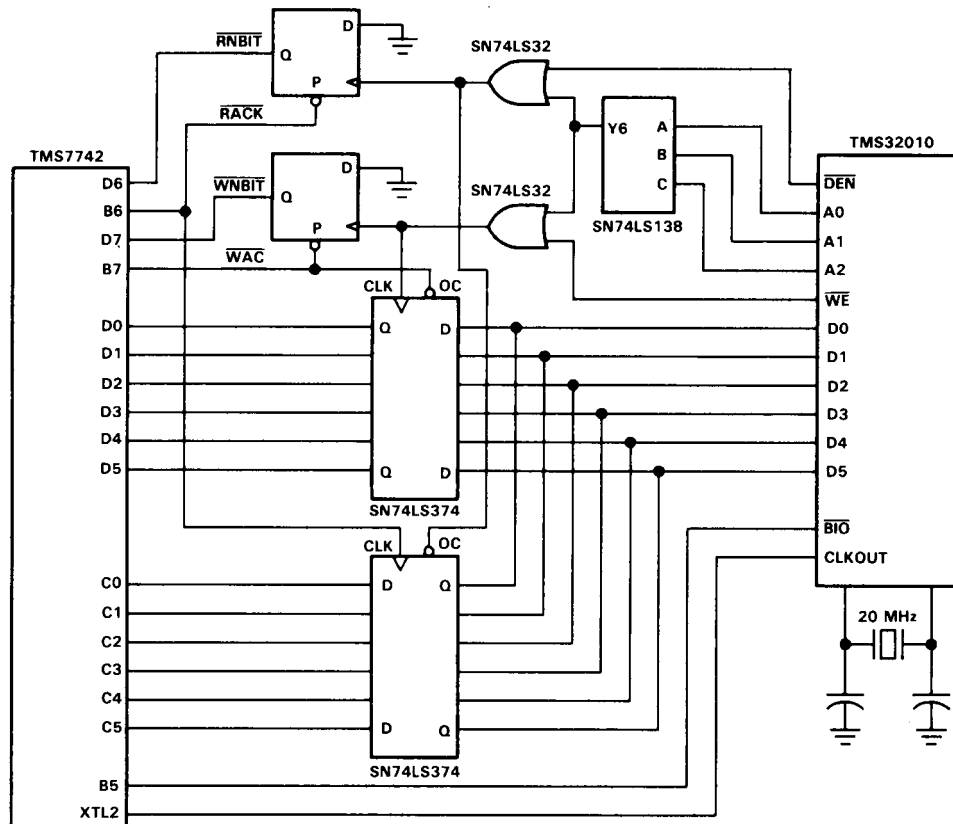 RNBIT
Q
D
P
RACK
SN74LS32
Y6
A
B
C
SN74LS138
TMS7742
D6
B6
D7
B7
WNBIT
Q
D
P
WAC
SN74LS32
TMS32010
DEN
A0
A1
A2
WE
CLK
OC
D0
D1
D2
D3
D4
D5
Q
D
Q
D
SN74LS374
D0
D1
D2
D3
D4
D5
BIO
CLKOUT
CLK
OC
C0
C1
C2
C3
C4
C5
D
Q
D
Q
SN74LS374
20 MHz
B5
XTL2